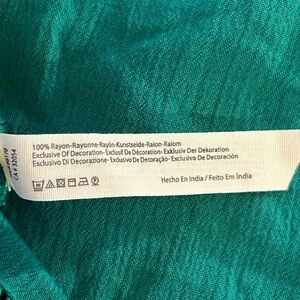 100% Rayon-Rayonne-Rayón-Kunstseide-Raion-Raiom
Exclusive Of Decoration- Exclusif De Décoration- Exklusiv Der Dekoration
Esclusivo Di Decorazione- Exclusivo De Decoração- Exclusivo De Decoración
Hecho En India / Feito Em Índia